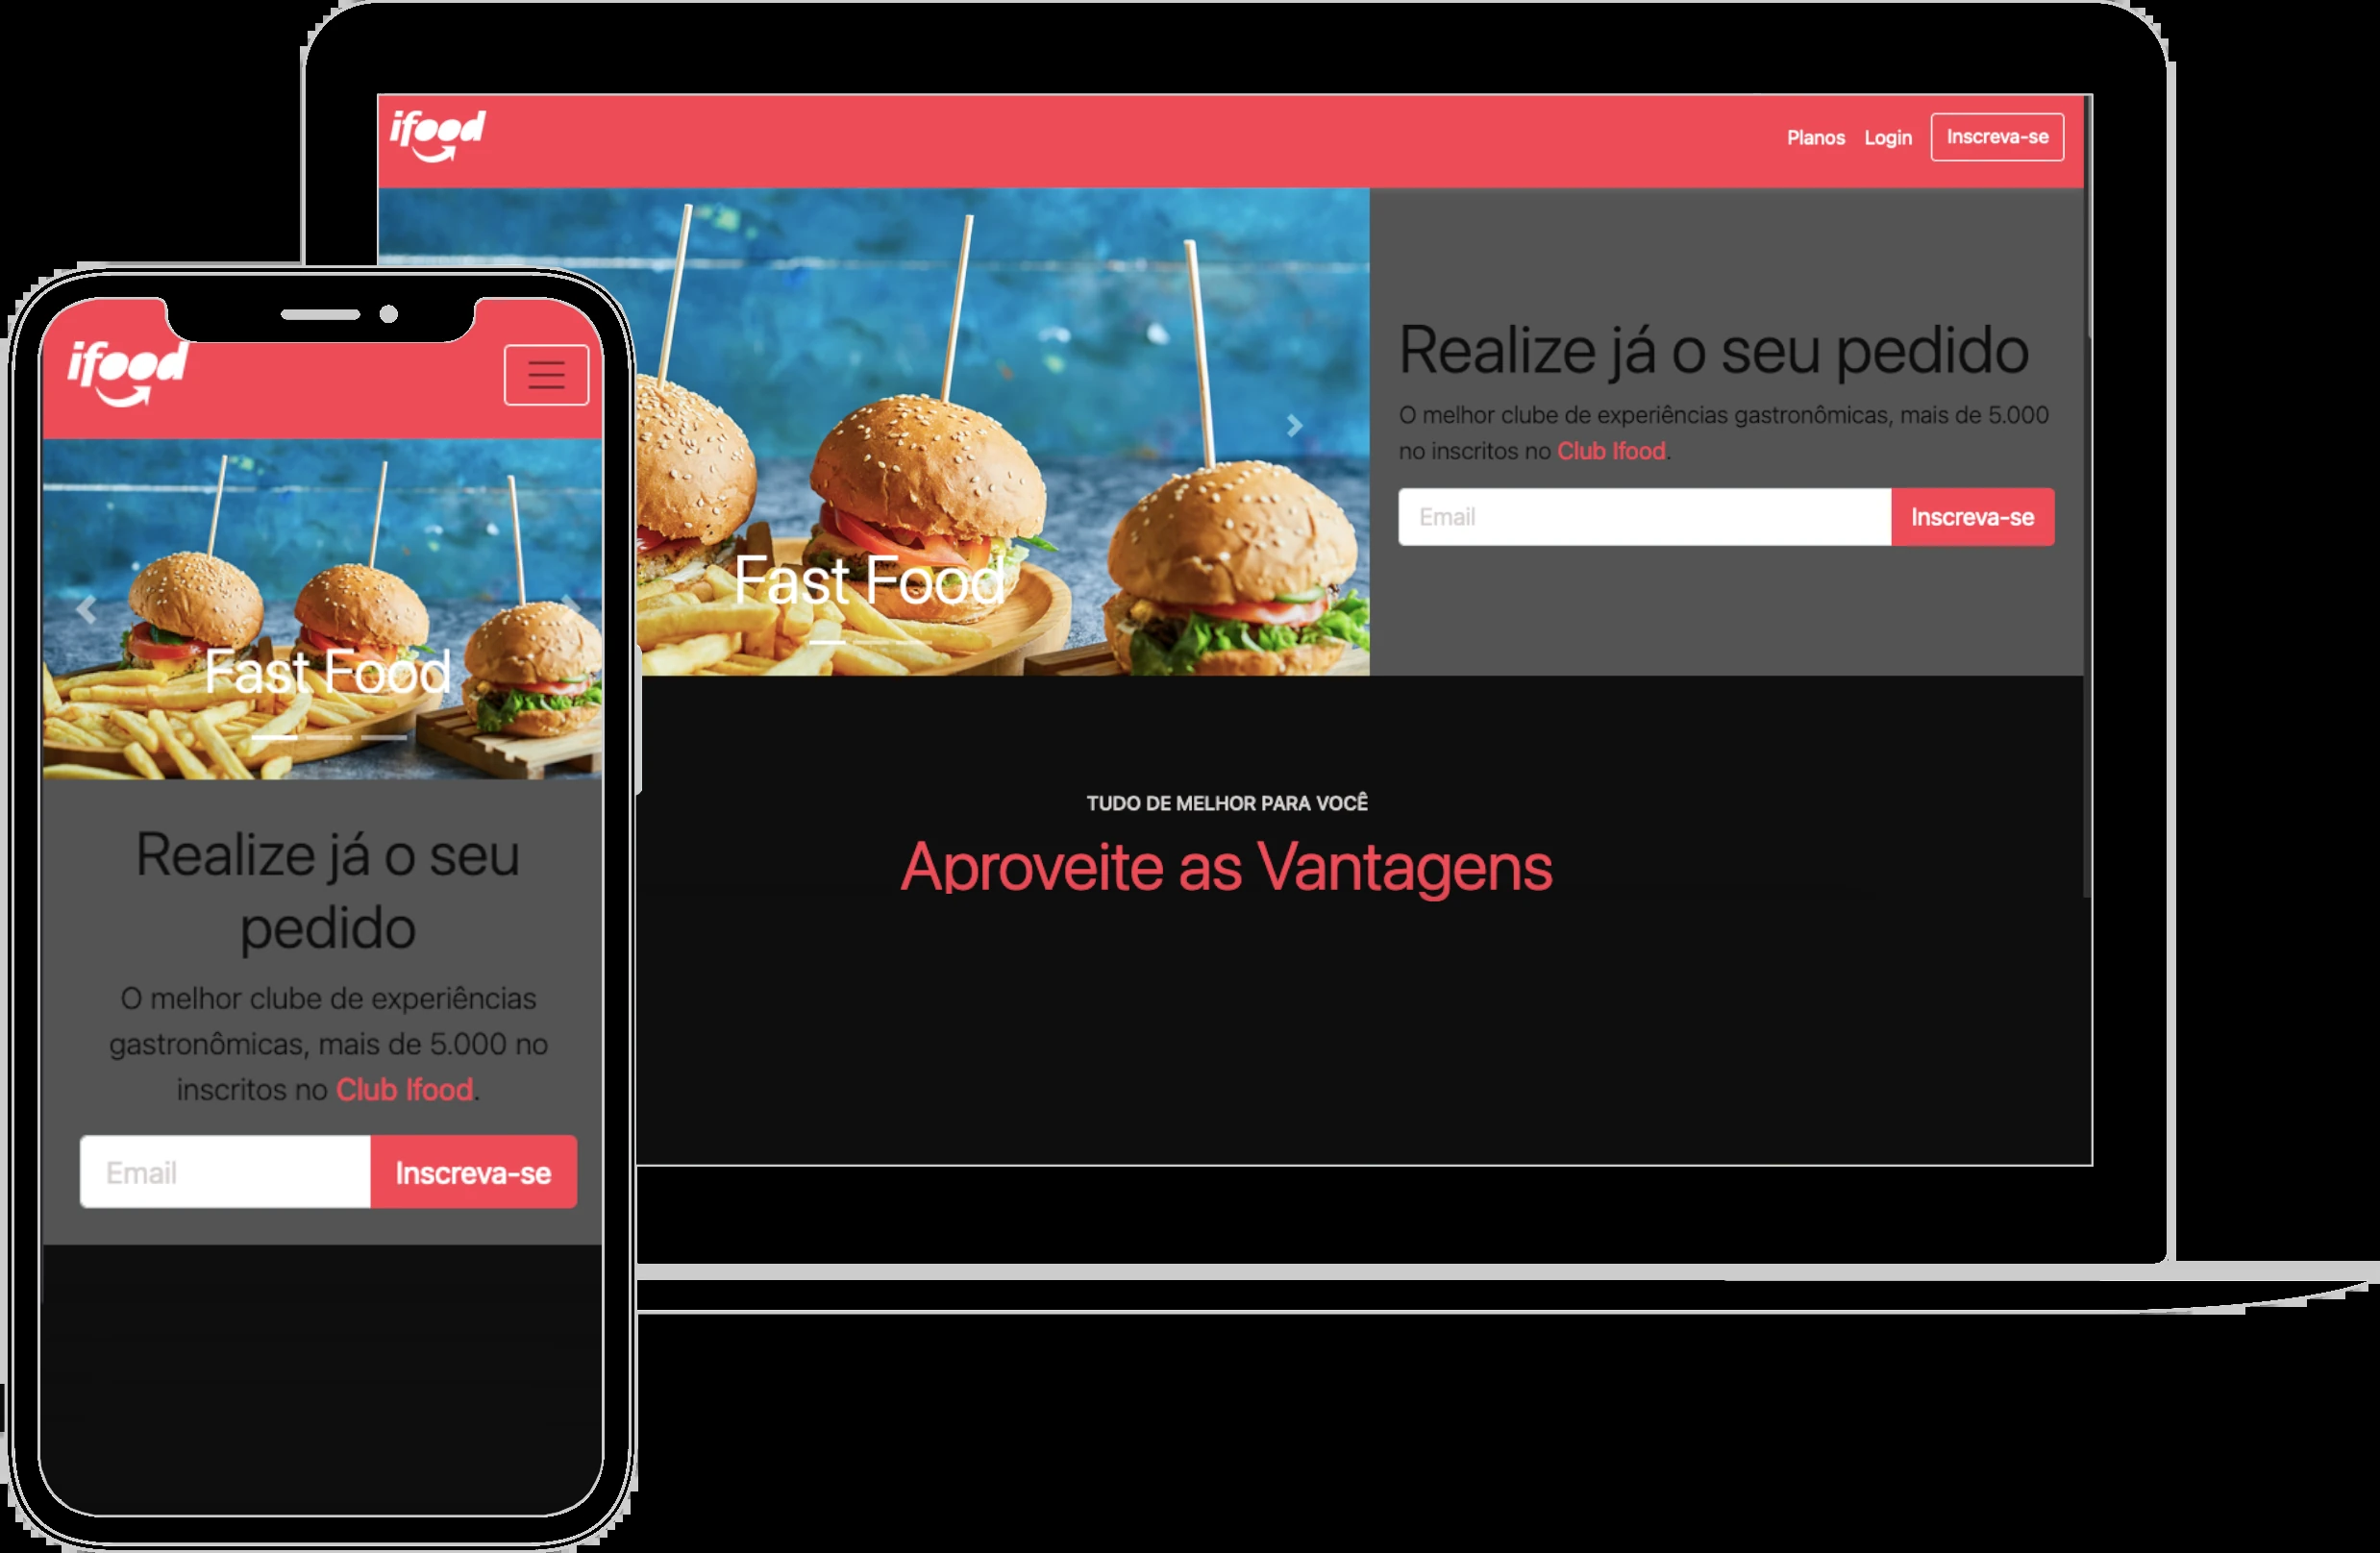 ifood
Planos Login Inscreva-se
Fast Food
Realize já o seu pedido
O melhor clube de experiências gastronômicas, mais de 5.000
no inscritos no Club Ifood.
Email Inscreva-se
TUDO DE MELHOR PARA VOCÊ
Aproveite as Vantagens
ifood
Fast Food
Realize já o seu
pedido
O melhor clube de experiências
gastronômicas, mais de 5.000 no
inscritos no Club Ifood.
Email Inscreva-se